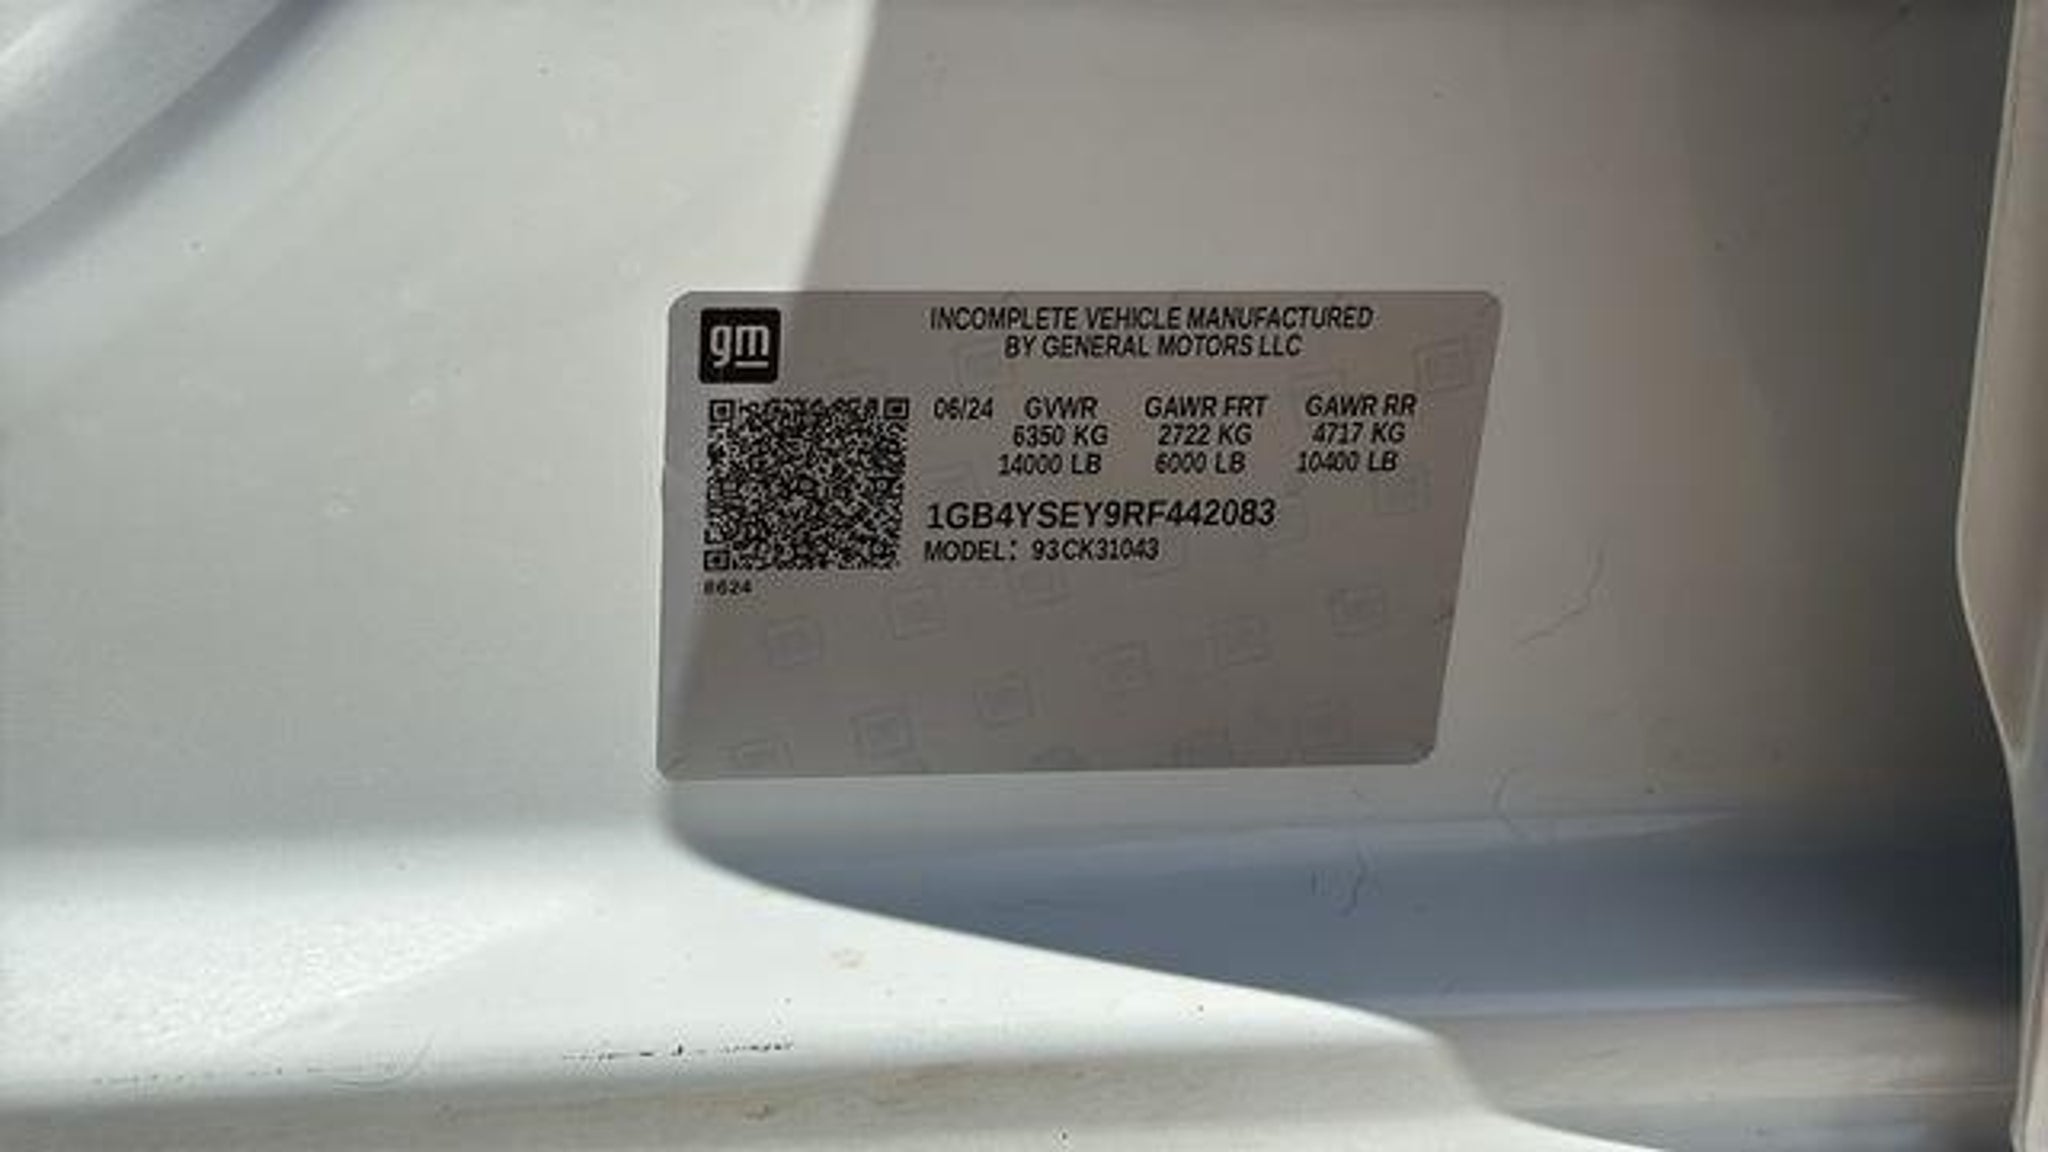 gm
INCOMPLETE VEHICLE MANUFACTURED
BY GENERAL MOTORS LLC
06/24 GVWR GAWR FRT GAWR RR
6350 KG 2722 KG 4717 KG
14000 LB 6000 LB 10400 LB
1GB4YSEY9RF442083
MODEL: 93CK31043